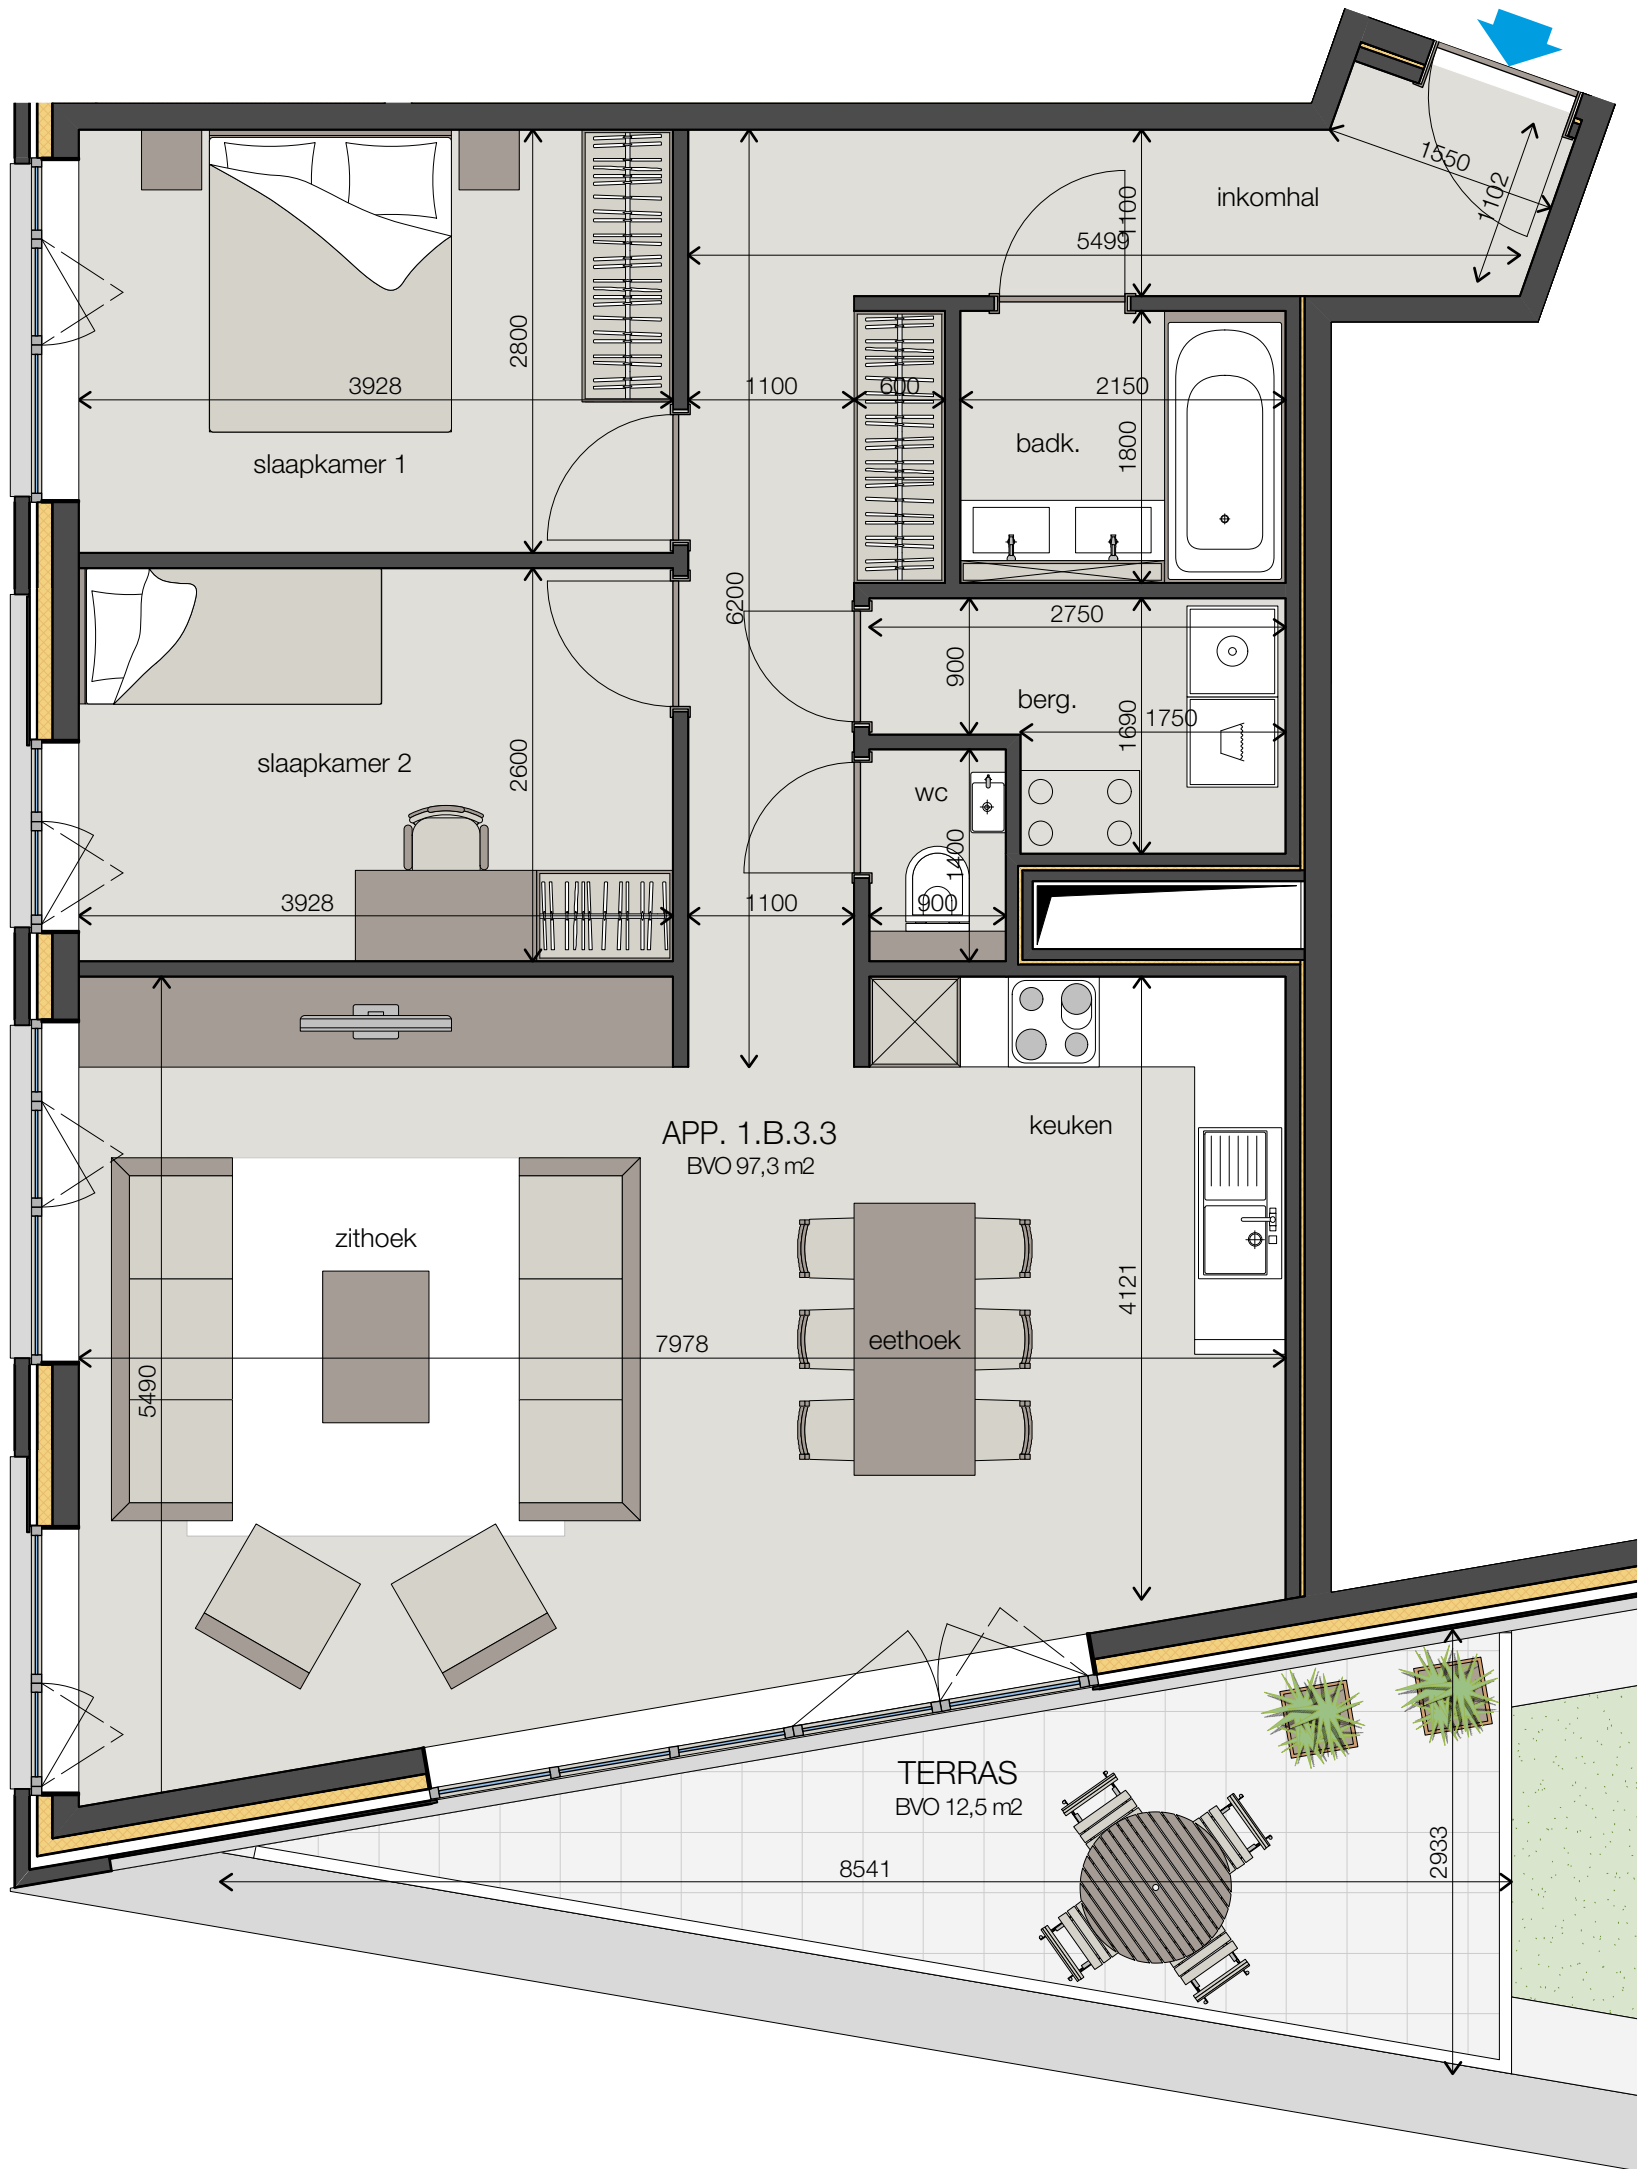 1550
1102
inkomhal
1100
5499
2800
3928
1100
600
2150
badk.
1800
slaapkamer 1
6200
2750
900
berg.
1690
1750
slaapkamer 2
2600
wc
1400
3928
1100
900
APP. 1.B.3.3
BVO 97,3 m2
keuken
zithoek
4121
eethoek
7978
5490
TERRAS
BVO 12,5 m2
8541
2933